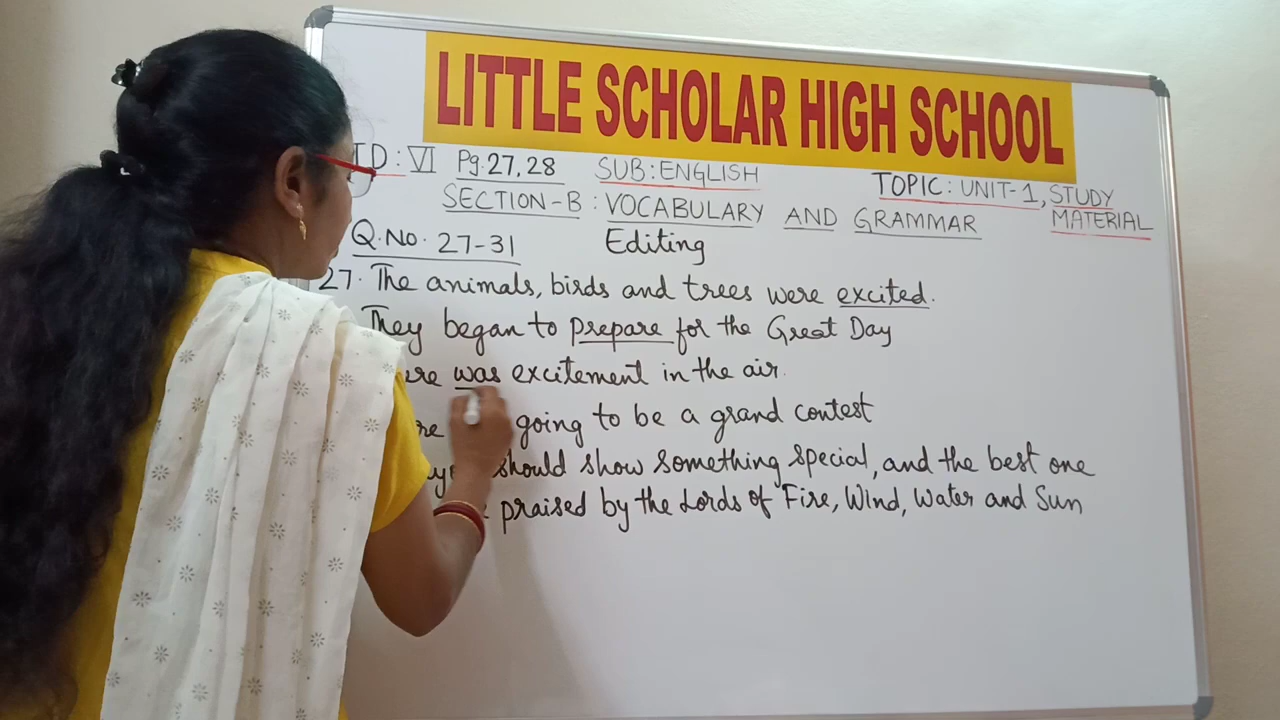 LITTLE SCHOLAR HIGH SCHOOL
VI Pg.27,28 SUB:ENGLISH TOPIC: UNIT-1, STUDY MATERIAL
SECTION-B: VOCABULARY AND GRAMMAR
Q.No. 27-31 Editing
27. The animals, birds and trees were excited.
They began to prepare for the Great Day
was excitement in the air.
going to be a grand contest
should show something special, and the best one
praised by the Lords of Fire, Wind, Water and Sun